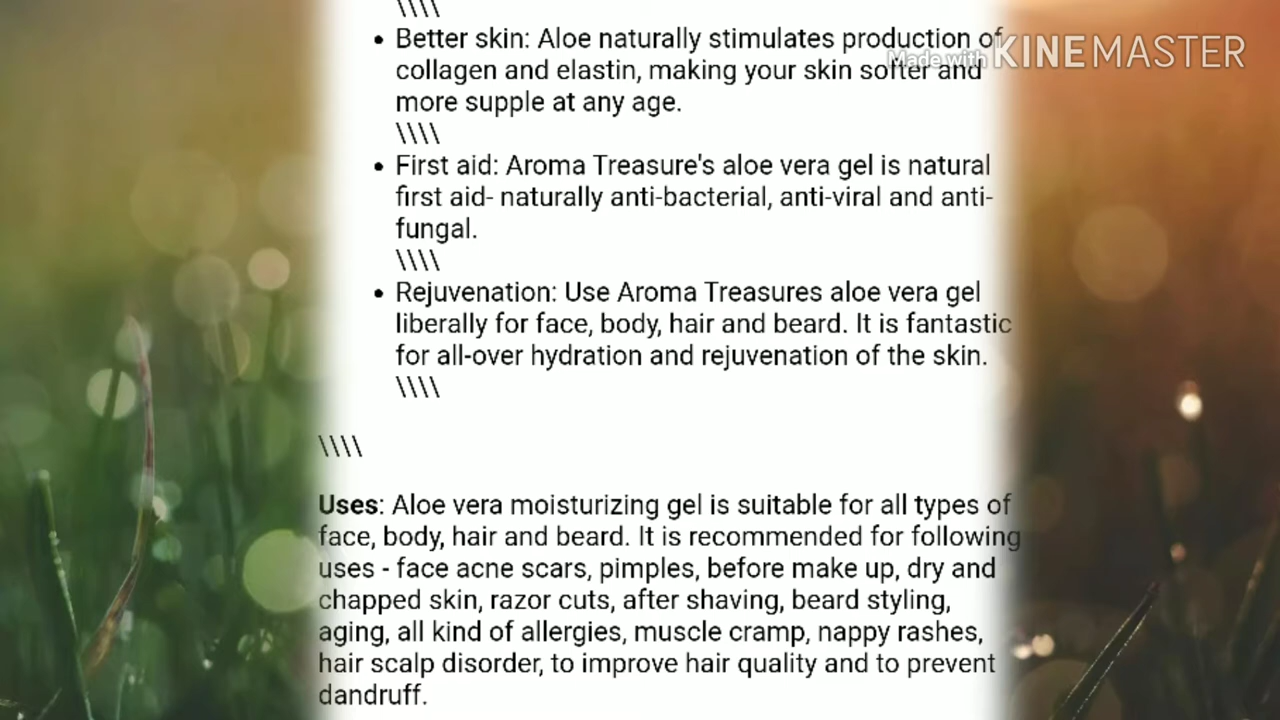 \\\\
• Better skin: Aloe naturally stimulates production of
collagen and elastin, making your skin softer and
more supple at any age.
\\\\
• First aid: Aroma Treasure's aloe vera gel is natural
first aid- naturally anti-bacterial, anti-viral and anti-
fungal.
\\\\
• Rejuvenation: Use Aroma Treasures aloe vera gel
liberally for face, body, hair and beard. It is fantastic
for all-over hydration and rejuvenation of the skin.
\\\\
\\\\
Uses: Aloe vera moisturizing gel is suitable for all types of
face, body, hair and beard. It is recommended for following
uses - face acne scars, pimples, before make up, dry and
chapped skin, razor cuts, after shaving, beard styling,
aging, all kind of allergies, muscle cramp, nappy rashes,
hair scalp disorder, to improve hair quality and to prevent
dandruff.
Made with KINEMASTER